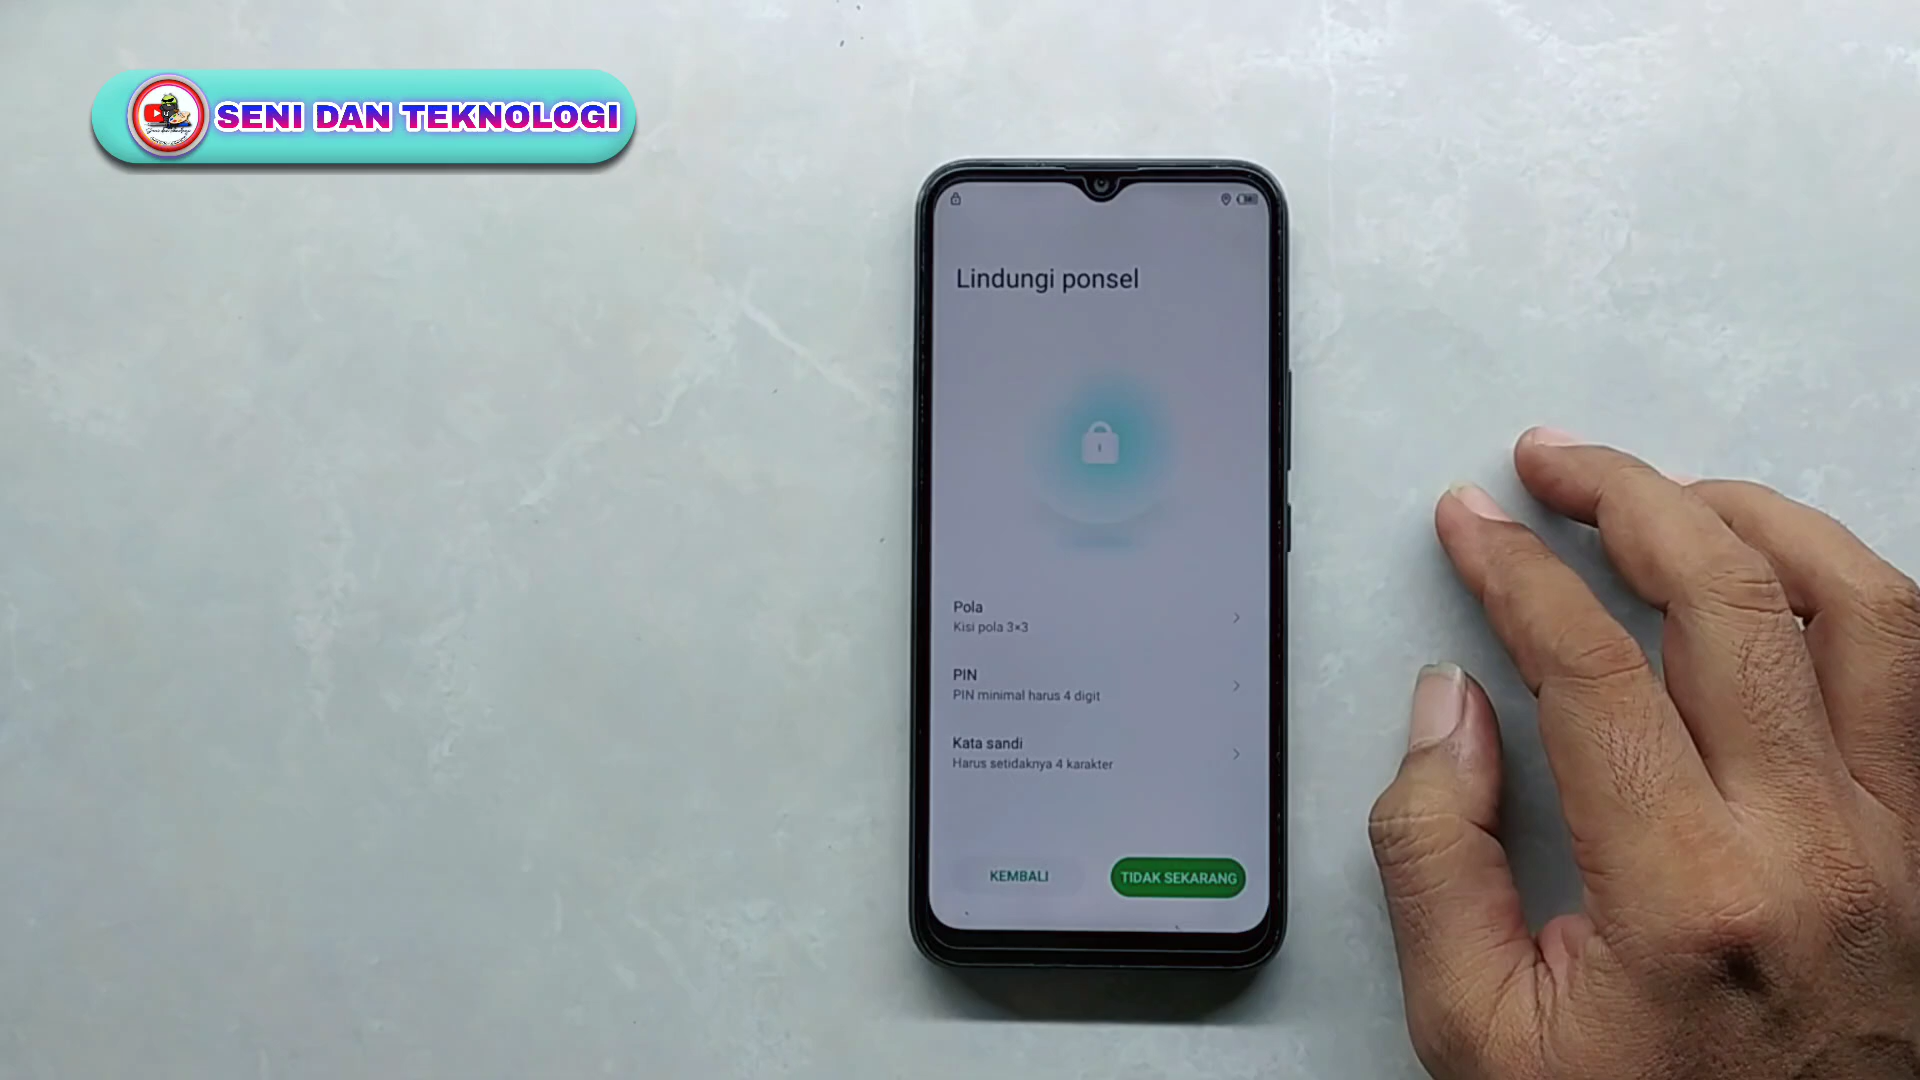 SENI DAN TEKNOLOGI
Lindungi ponsel
Pola
Kisi pola 3×3
PIN
PIN minimal harus 4 digit
Kata sandi
Harus setidaknya 4 karakter
KEMBALI
TIDAK SEKARANG